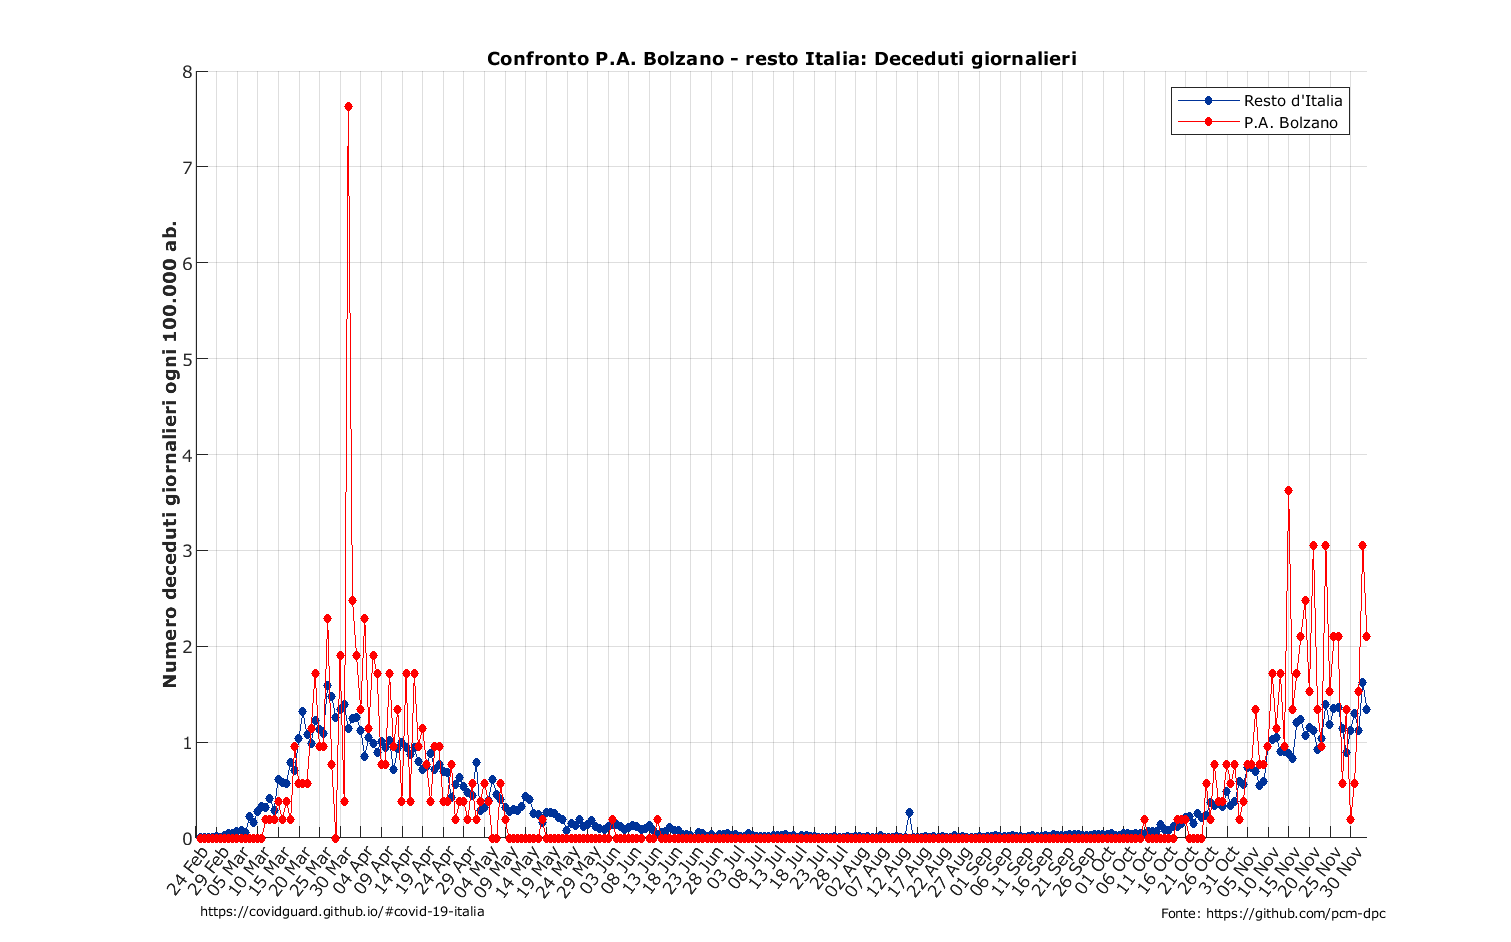 Confronto P.A. Bolzano - resto Italia: Deceduti giornalieri
Resto d'Italia
P.A. Bolzano
Numero deceduti giornalieri ogni 100.000 ab.
8
7
6
5
4
3
2
1
0
24 Feb
29 Feb
05 Mar
10 Mar
15 Mar
20 Mar
25 Mar
30 Mar
04 Apr
09 Apr
14 Apr
19 Apr
24 Apr
29 Apr
04 May
09 May
14 May
19 May
24 May
29 May
03 Jun
08 Jun
13 Jun
18 Jun
23 Jun
28 Jun
03 Jul
08 Jul
13 Jul
18 Jul
23 Jul
28 Jul
02 Aug
07 Aug
12 Aug
17 Aug
22 Aug
27 Aug
01 Sep
06 Sep
11 Sep
16 Sep
21 Sep
26 Sep
01 Oct
06 Oct
11 Oct
16 Oct
21 Oct
26 Oct
31 Oct
05 Nov
10 Nov
15 Nov
20 Nov
25 Nov
30 Nov
https://covidguard.github.io/#covid-19-italia
Fonte: https://github.com/pcm-dpc